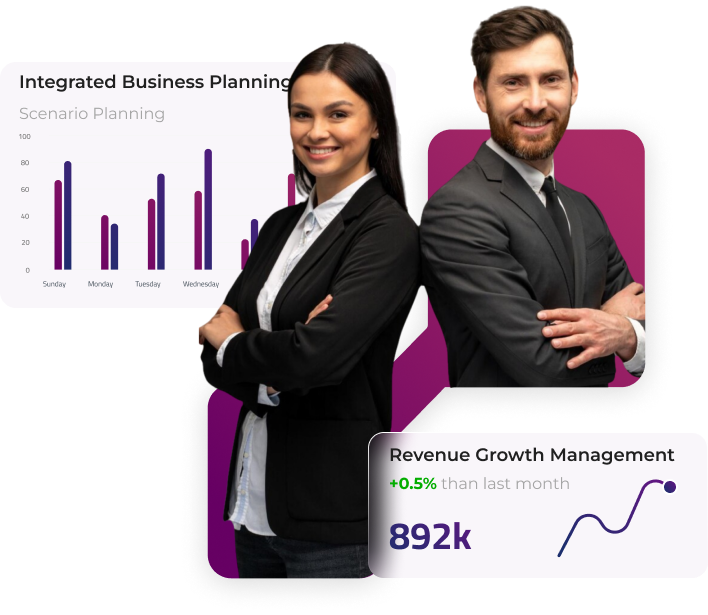 Integrated Business Planning
Scenario Planning
100
80
60
40
20
0
Sunday Monday Tuesday Wednesday
Revenue Growth Management
+0.5% than last month
892k